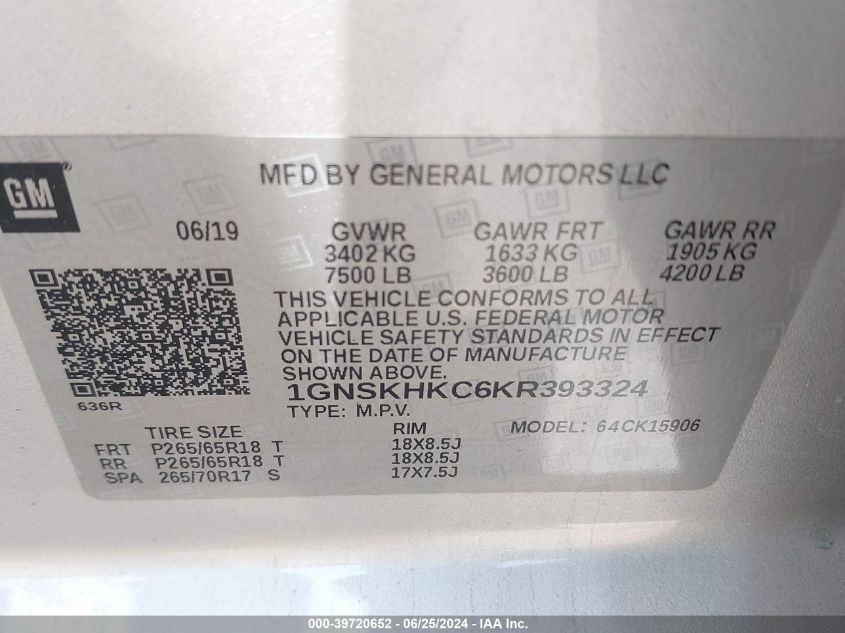 GM
MFD BY GENERAL MOTORS LLC
06/19 GVWR GAWR FRT GAWR RR
3402 KG 1633 KG 1905 KG
7500 LB 3600 LB 4200 LB
THIS VEHICLE CONFORMS TO ALL
APPLICABLE U.S. FEDERAL MOTOR
VEHICLE SAFETY STANDARDS IN EFFECT
ON THE DATE OF MANUFACTURE
SHOWN ABOVE.
1GNSKHKC6KR393324
636R
TYPE: M.P.V. MODEL: 64CK15906
TIRE SIZE RIM
FRT P265/65R18 T 18X8.5J
RR P265/65R18 T 18X8.5J
SPA 265/70R17 S 17X7.5J
000-39720652 - 06/25/2024 - IAA Inc.